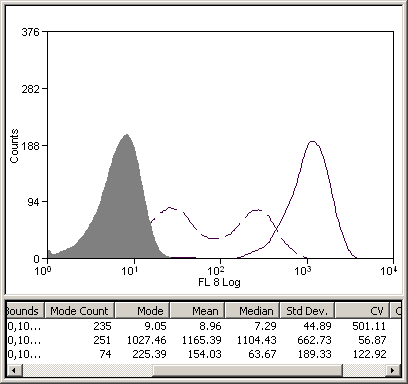 376
282
188
94
0
Counts
10⁰ 10¹ 10² 10³ 10⁴
FL 8 Log
Bounds Mode Count Mode Mean Median Std Dev. CV C
0,10... 235 9.05 8.96 7.29 44.89 501.11
0,10... 251 1027.46 1165.39 1104.43 662.73 56.87
0,10... 74 225.39 154.03 63.67 189.33 122.92